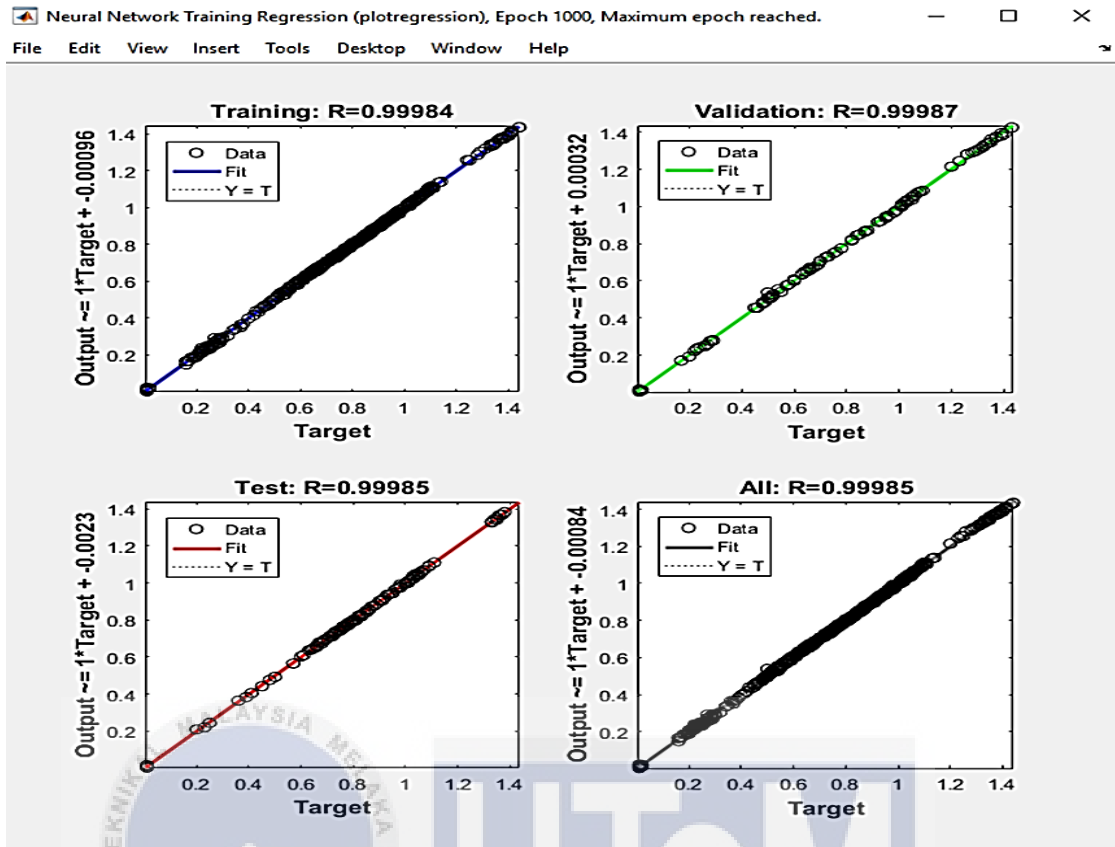 Neural Network Training Regression (plotregression), Epoch 1000, Maximum epoch reached.
File Edit View Insert Tools Desktop Window Help
Training: R=0.99984
Output ~= 1*Target + -0.00096
Data
Fit
Y = T
1.4
1.2
1
0.8
0.6
0.4
0.2
0.2 0.4 0.6 0.8 1 1.2 1.4
Target
Validation: R=0.99987
Output ~= 1*Target + 0.00032
Data
Fit
Y = T
1.4
1.2
1
0.8
0.6
0.4
0.2
0.2 0.4 0.6 0.8 1 1.2 1.4
Target
Test: R=0.99985
Output ~= 1*Target + -0.0023
Data
Fit
Y = T
1.4
1.2
1
0.8
0.6
0.4
0.2
0.2 0.4 0.6 0.8 1 1.2 1.4
Target
All: R=0.99985
Output ~= 1*Target + -0.00084
Data
Fit
Y = T
1.4
1.2
1
0.8
0.6
0.4
0.2
0.2 0.4 0.6 0.8 1 1.2 1.4
Target
MALAYSIA MELAKA